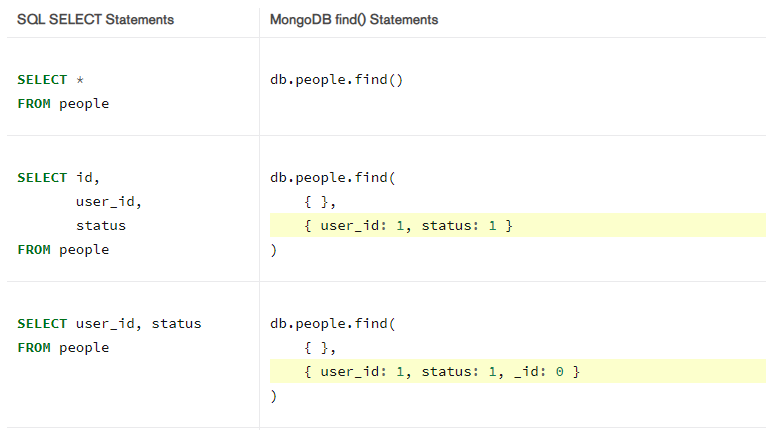 SQL SELECT Statements
MongoDB find() Statements
SELECT *
FROM people
db.people.find()
SELECT id,
user_id,
status
FROM people
db.people.find(
{ },
{ user_id: 1, status: 1 }
)
SELECT user_id, status
FROM people
db.people.find(
{ },
{ user_id: 1, status: 1, _id: 0 }
)